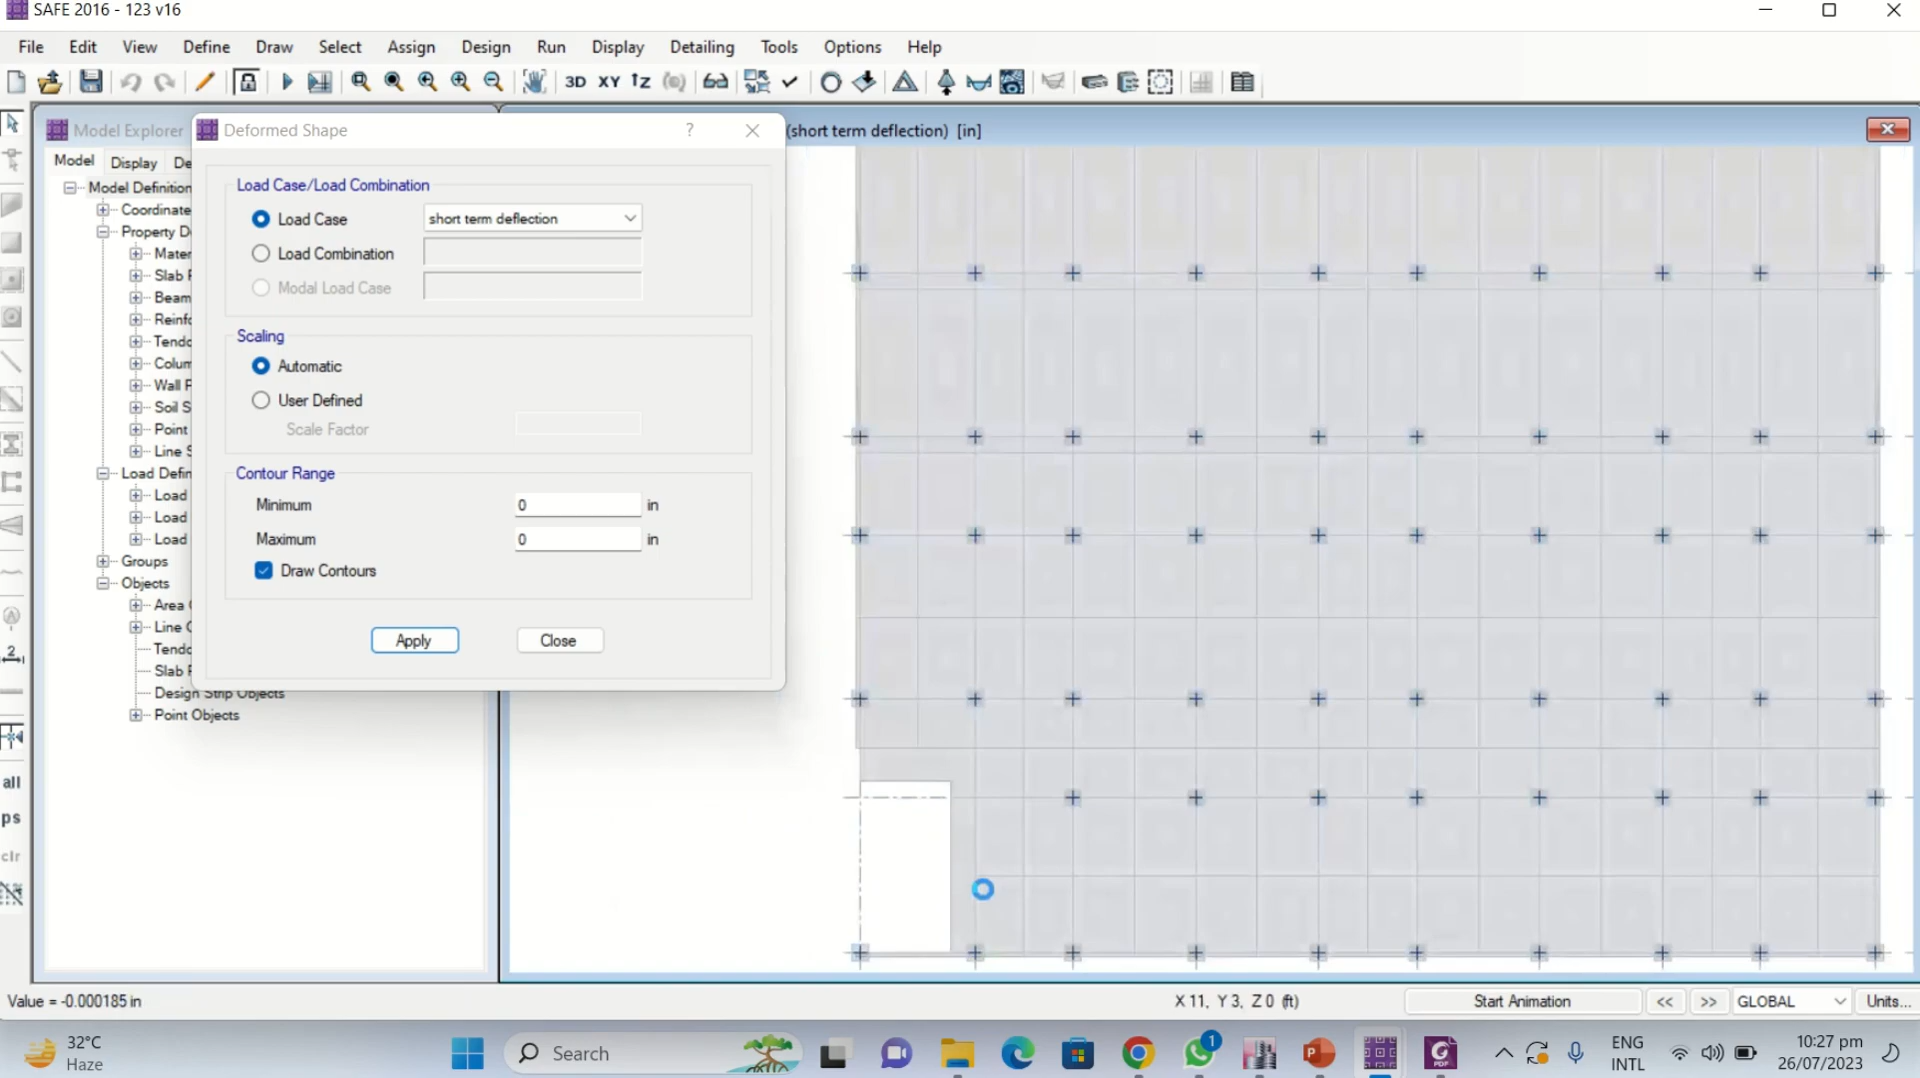 SAFE 2016 - 123 v16
File Edit View Define Draw Select Assign Design Run Display Detailing Tools Options Help
3D XY
Model Explorer
Deformed Shape ?
(short term deflection) [in]
Model Display De
Model Definition
Coordinate
Property D
Mater
Slab F
Beam
Reinfo
Tendo
Colum
Wall P
Soil S
Point
Line S
Load Defin
Load
Load
Load
Groups
Objects
Area
Line
Tendo
Slab F
Design Strip Objects
Point Objects
Load Case/Load Combination
Load Case short term deflection
Load Combination
Modal Load Case
Scaling
Automatic
User Defined
Scale Factor
Contour Range
Minimum 0 in
Maximum 0 in
Draw Contours
Apply Close
all
ps
clr
Value = -0.000185 in
X 11, Y 3, Z 0 (ft)
Start Animation << >> GLOBAL Units...
32°C
Haze
Search
1
PDF
ENG
INTL
10:27 pm
26/07/2023